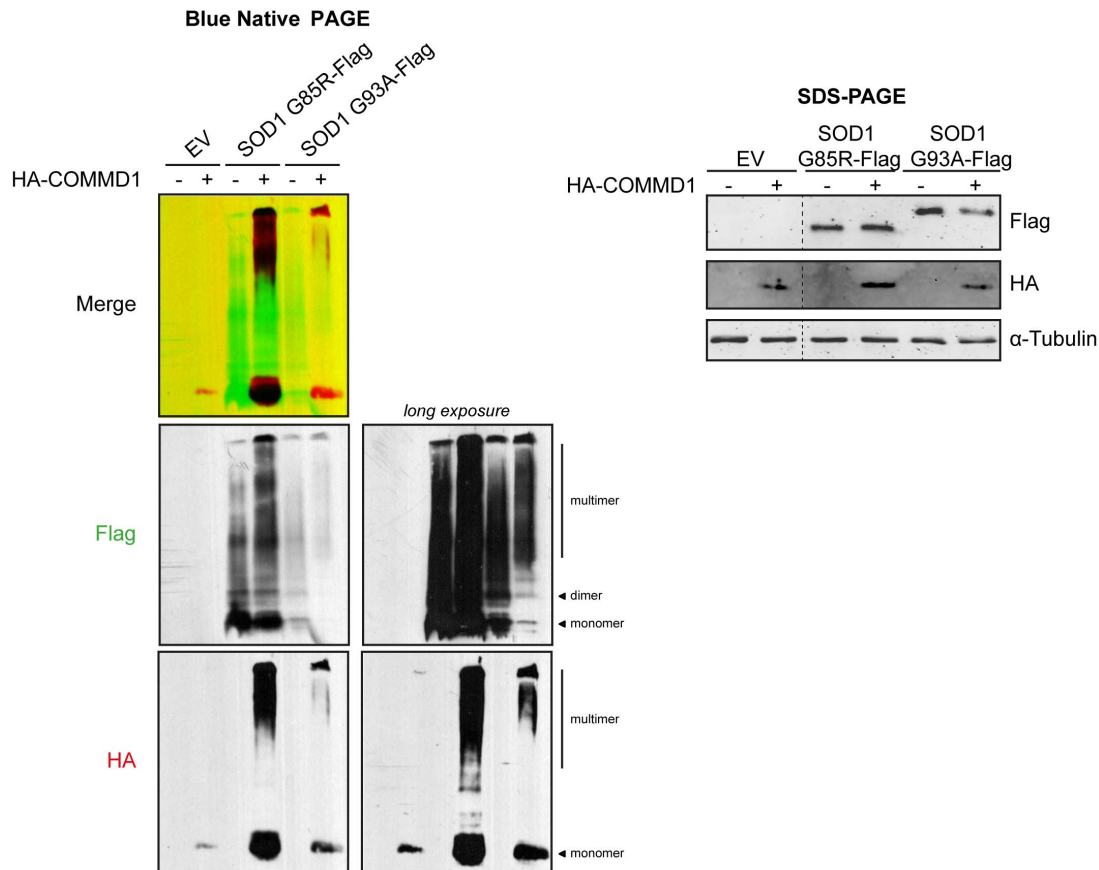 Blue Native PAGE
EV
SOD1 G85R-Flag
SOD1 G93A-Flag
HA-COMMD1
- + - + - +
Merge
long exposure
Flag
multimer
dimer
monomer
HA
multimer
monomer
SDS-PAGE
EV
SOD1
G85R-Flag
SOD1
G93A-Flag
HA-COMMD1
- + - + - +
Flag
HA
α-Tubulin